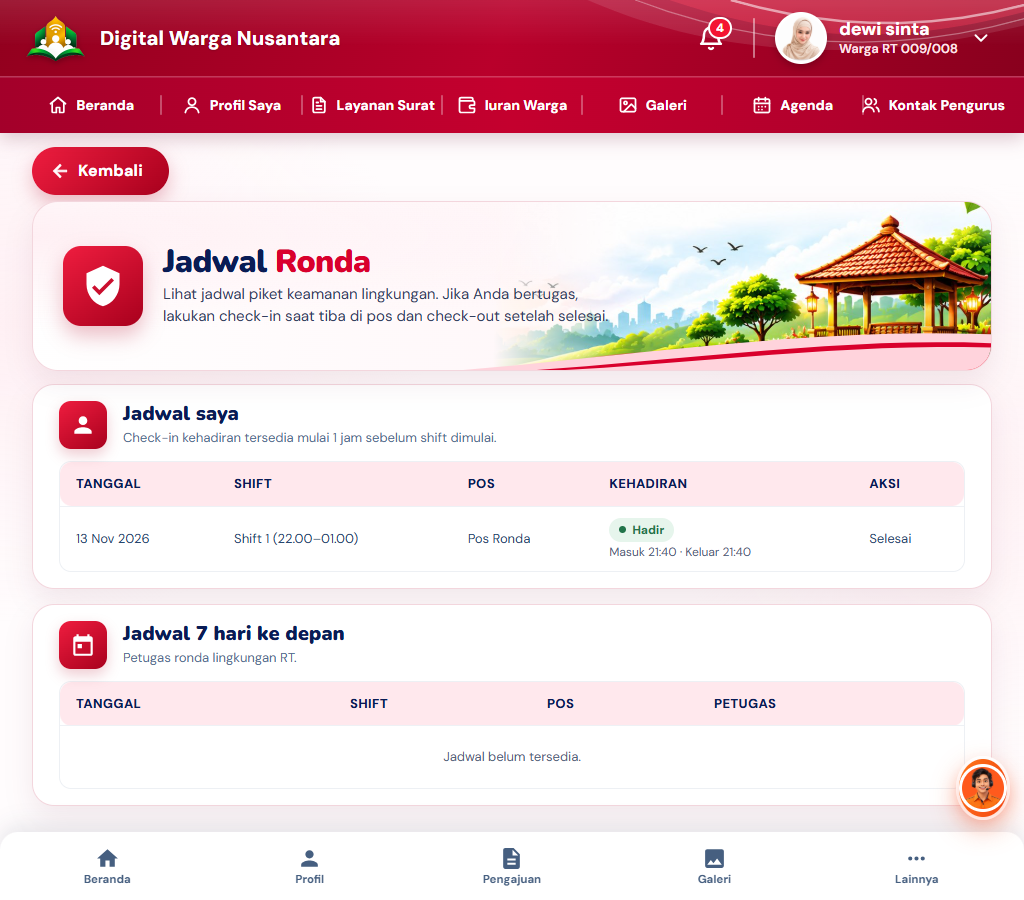 Digital Warga Nusantara
4
dewi sinta
Warga RT 009/008
Beranda
Profil Saya
Layanan Surat
Iuran Warga
Galeri
Agenda
Kontak Pengurus
Kembali
Jadwal Ronda
Lihat jadwal piket keamanan lingkungan. Jika Anda bertugas,
lakukan check-in saat tiba di pos dan check-out setelah selesai.
Jadwal saya
Check-in kehadiran tersedia mulai 1 jam sebelum shift dimulai.
TANGGAL SHIFT POS KEHADIRAN AKSI
13 Nov 2026 Shift 1 (22.00–01.00) Pos Ronda Hadir Selesai
Masuk 21:40 · Keluar 21:40
Jadwal 7 hari ke depan
Petugas ronda lingkungan RT.
TANGGAL SHIFT POS PETUGAS
Jadwal belum tersedia.
Beranda
Profil
Pengajuan
Galeri
Lainnya